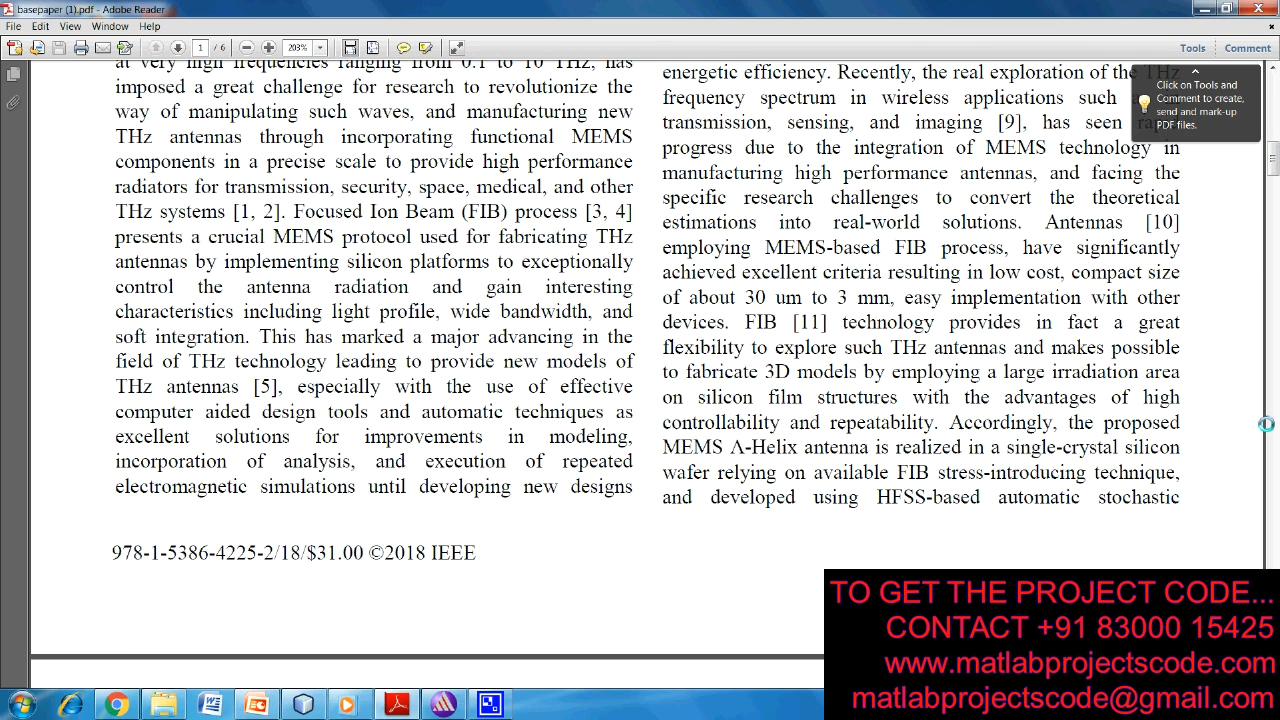 basepaper (1).pdf - Adobe Reader
File Edit View Window Help
1 / 6 203% Tools Comment
at very high frequencies ranging from 0.1 to 10 THz, has
imposed a great challenge for research to revolutionize the
way of manipulating such waves, and manufacturing new
THz antennas through incorporating functional MEMS
components in a precise scale to provide high performance
radiators for transmission, security, space, medical, and other
THz systems [1, 2]. Focused Ion Beam (FIB) process [3, 4]
presents a crucial MEMS protocol used for fabricating THz
antennas by implementing silicon platforms to exceptionally
control the antenna radiation and gain interesting
characteristics including light profile, wide bandwidth, and
soft integration. This has marked a major advancing in the
field of THz technology leading to provide new models of
THz antennas [5], especially with the use of effective
computer aided design tools and automatic techniques as
excellent solutions for improvements in modeling,
incorporation of analysis, and execution of repeated
electromagnetic simulations until developing new designs
978-1-5386-4225-2/18/$31.00 ©2018 IEEE
energetic efficiency. Recently, the real exploration of the THz
frequency spectrum in wireless applications such
transmission, sensing, and imaging [9], has seen
progress due to the integration of MEMS technology in
manufacturing high performance antennas, and facing the
specific research challenges to convert the theoretical
estimations into real-world solutions. Antennas [10]
employing MEMS-based FIB process, have significantly
achieved excellent criteria resulting in low cost, compact size
of about 30 um to 3 mm, easy implementation with other
devices. FIB [11] technology provides in fact a great
flexibility to explore such THz antennas and makes possible
to fabricate 3D models by employing a large irradiation area
on silicon film structures with the advantages of high
controllability and repeatability. Accordingly, the proposed
MEMS Λ-Helix antenna is realized in a single-crystal silicon
wafer relying on available FIB stress-introducing technique,
and developed using HFSS-based automatic stochastic
Click on Tools and
Comment to create,
send and mark-up
PDF files.
TO GET THE PROJECT CODE...
CONTACT +91 83000 15425
www.matlabprojectscode.com
matlabprojectscode@gmail.com